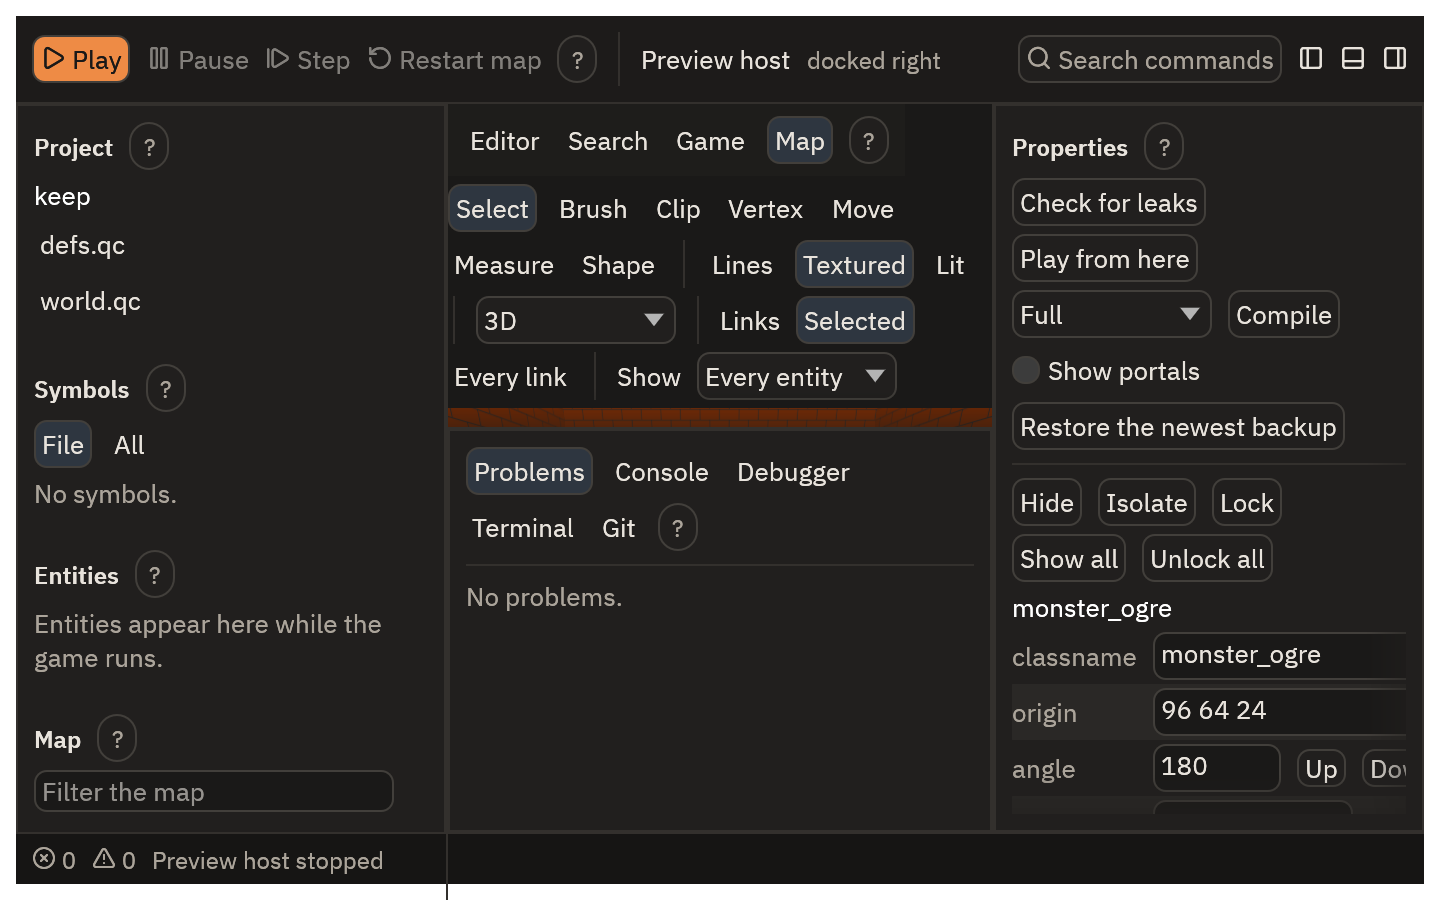 Play Pause Step Restart map ? Preview host docked right Search commands
Project ?
keep
defs.qc
world.qc
Symbols ?
File All
No symbols.
Entities ?
Entities appear here while the
game runs.
Map ?
Filter the map
Editor Search Game Map ?
Select Brush Clip Vertex Move
Measure Shape Lines Textured Lit
3D Links Selected
Every link Show Every entity
Problems Console Debugger
Terminal Git ?
No problems.
Properties ?
Check for leaks
Play from here
Full Compile
Show portals
Restore the newest backup
Hide Isolate Lock
Show all Unlock all
monster_ogre
classname monster_ogre
origin 96 64 24
angle 180 Up
0 0 Preview host stopped